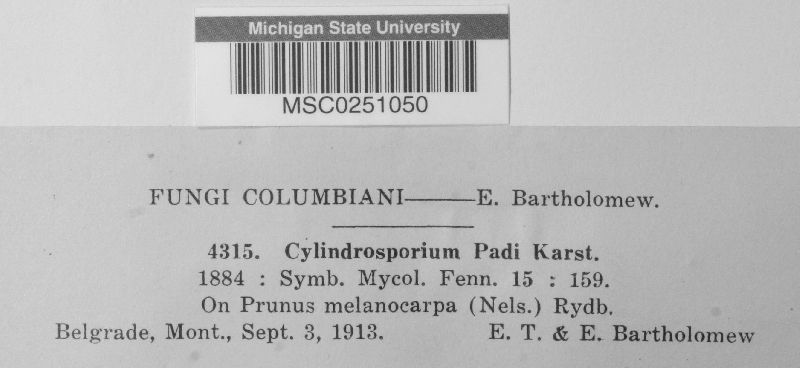 Michigan State University
MSC0251050
FUNGI COLUMBIANI———E. Bartholomew.
4315. Cylindrosporium Padi Karst.
1884 : Symb. Mycol. Fenn. 15 : 159.
On Prunus melanocarpa (Nels.) Rydb.
Belgrade, Mont., Sept. 3, 1913. E. T. & E. Bartholomew